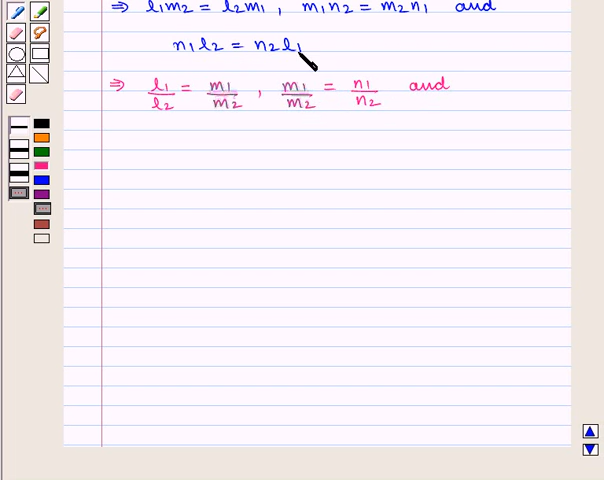 ⇒ l₁m₂ = l₂m₁ , m₁n₂ = m₂n₁ and
n₁l₂ = n₂l₁
⇒ l₁/l₂ = m₁/m₂ , m₁/m₂ = n₁/n₂ and